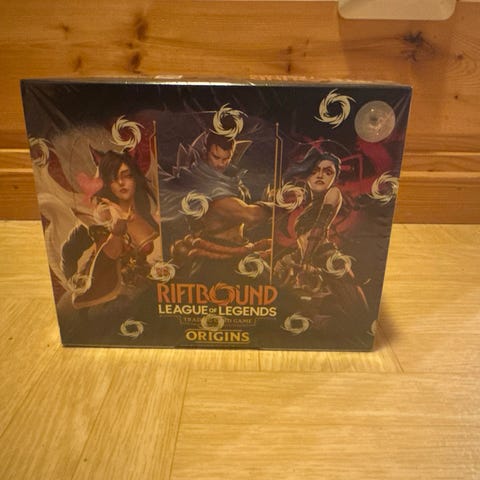 RIFTBOUND
LEAGUE OF LEGENDS
TRADING CARD GAME
ORIGINS